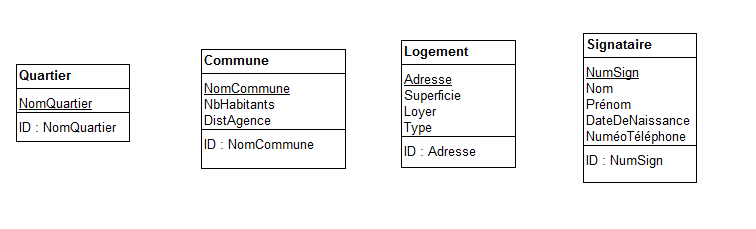 Quartier
NomQuartier
ID : NomQuartier
Commune
NomCommune
NbHabitants
DistAgence
ID : NomCommune
Logement
Adresse
Superficie
Loyer
Type
ID : Adresse
Signataire
NumSign
Nom
Prénom
DateDeNaissance
NuméoTéléphone
ID : NumSign